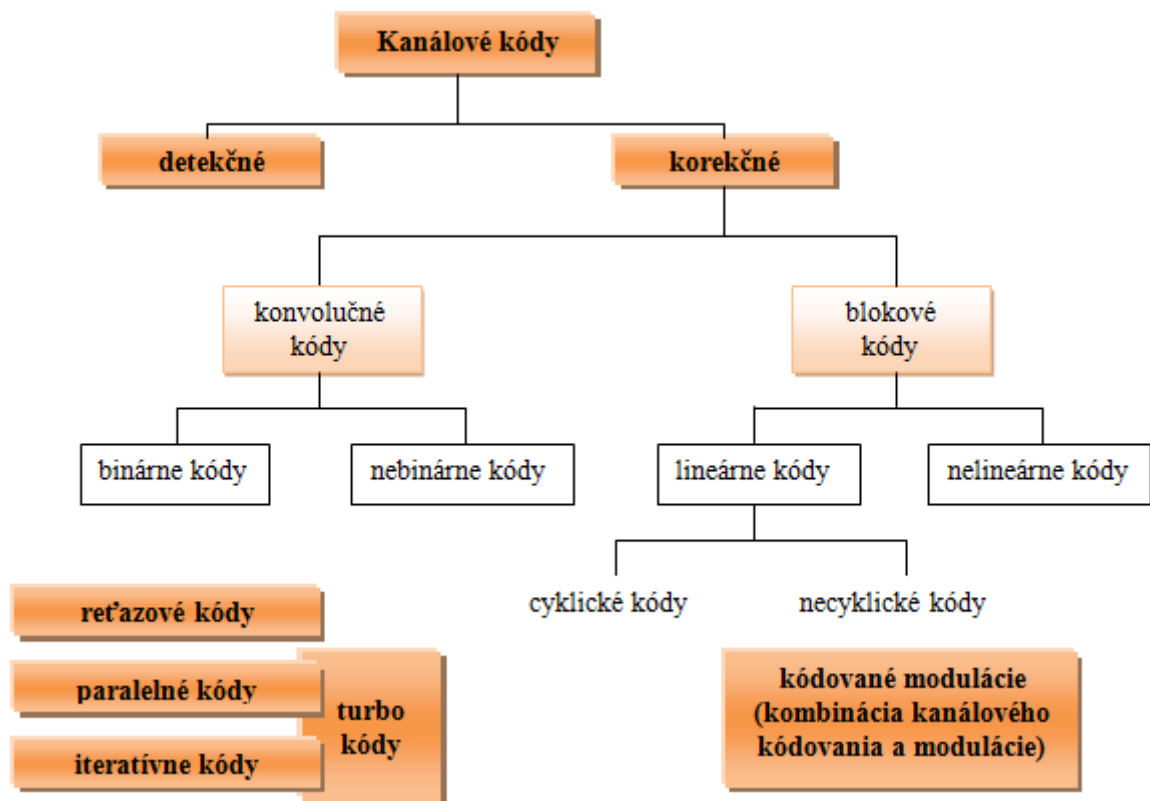 Kanálové kódy
detekčné
korekčné
konvolučné
kódy
blokové
kódy
binárne kódy
nebinárne kódy
lineárne kódy
nelineárne kódy
cyklické kódy
necyklické kódy
reťazové kódy
paralelné kódy
iteratívne kódy
turbo
kódy
kódované modulácie
(kombinácia kanálového
kódovania a modulácie)